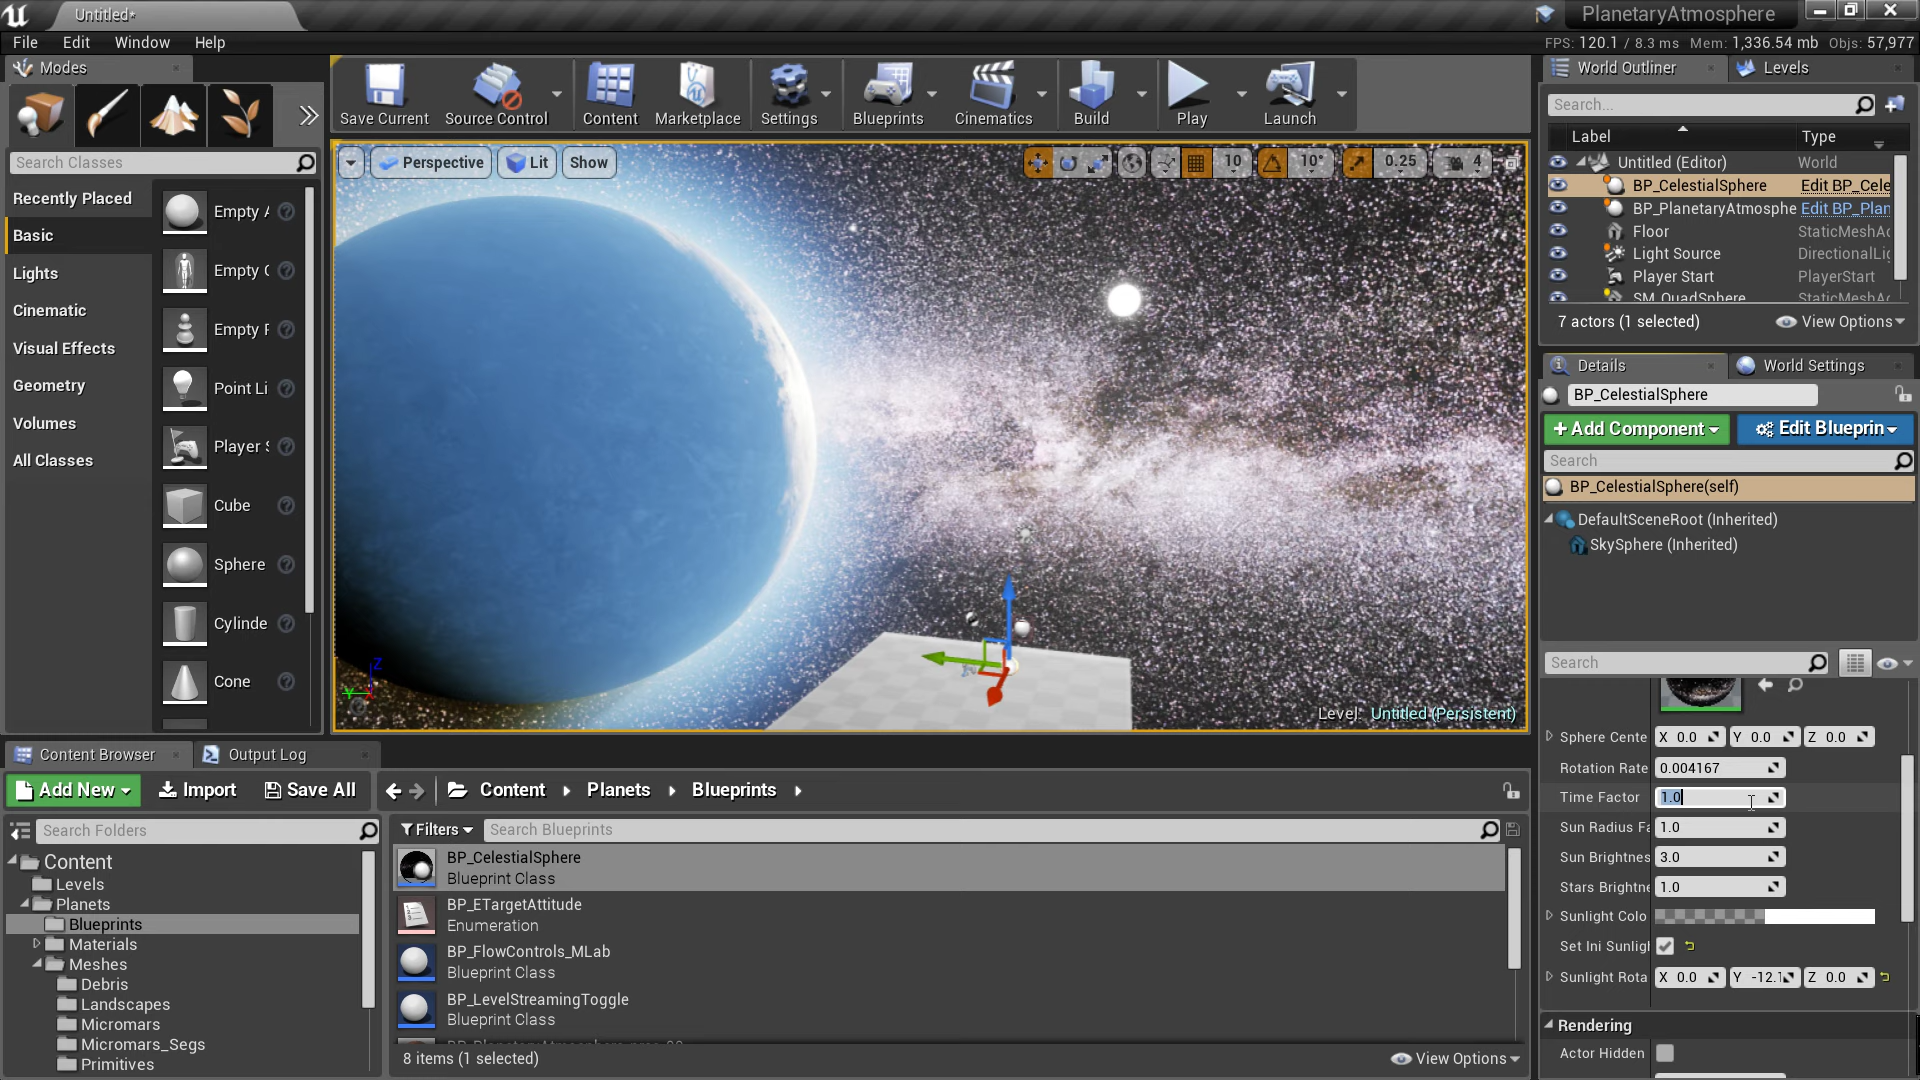 Untitled*
PlanetaryAtmosphere
File Edit Window Help
FPS: 120.1 / 8.3 ms Mem: 1,336.54 mb Objs: 57,977
Modes
Save Current
Source Control
Content
Marketplace
Settings
Blueprints
Cinematics
Build
Play
Launch
Search Classes
Recently Placed
Basic
Lights
Cinematic
Visual Effects
Geometry
Volumes
All Classes
Empty A
Empty C
Empty P
Point Li
Player S
Cube
Sphere
Cylinde
Cone
Perspective
Lit
Show
10
10°
0.25
4
Z
Y
Level: Untitled (Persistent)
World Outliner
Levels
Search...
Label Type
Untitled (Editor) World
BP_CelestialSphere Edit BP_Cele
BP_PlanetaryAtmosphe Edit BP_Plan
Floor StaticMeshAc
Light Source DirectionalLig
Player Start PlayerStart
SM_QuadSphere StaticMeshAc
7 actors (1 selected) View Options
Details
World Settings
BP_CelestialSphere
+ Add Component Edit Blueprin
Search
BP_CelestialSphere(self)
DefaultSceneRoot (Inherited)
SkySphere (Inherited)
Search
Sphere Cente X 0.0 Y 0.0 Z 0.0
Rotation Rate 0.004167
Time Factor 1.0
Sun Radius Fa 1.0
Sun Brightnes 3.0
Stars Brightne 1.0
Sunlight Colo
Set Ini Sunligh
Sunlight Rota X 0.0 Y -12.1 Z 0.0
Rendering
Actor Hidden
Content Browser
Output Log
Add New Import Save All
Content Planets Blueprints
Search Folders
Filters
Search Blueprints
Content
Levels
Planets
Blueprints
Materials
Meshes
Debris
Landscapes
Micromars
Micromars_Segs
Primitives
BP_CelestialSphere
Blueprint Class
BP_ETargetAttitude
Enumeration
BP_FlowControls_MLab
Blueprint Class
BP_LevelStreamingToggle
Blueprint Class
8 items (1 selected)
View Options